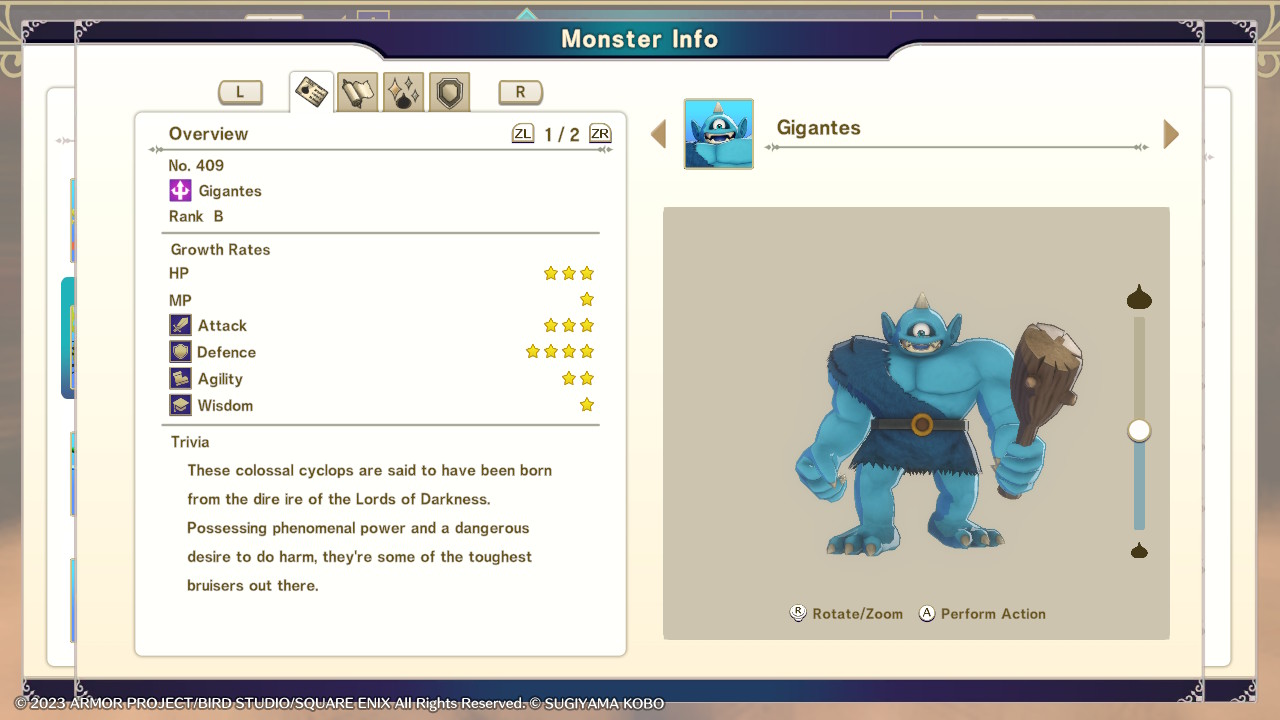 Monster Info
L
R
Overview
ZL 1 / 2 ZR
No. 409
Gigantes
Rank B
Growth Rates
HP
MP
Attack
Defence
Agility
Wisdom
Trivia
These colossal cyclops are said to have been born
from the dire ire of the Lords of Darkness.
Possessing phenomenal power and a dangerous
desire to do harm, they're some of the toughest
bruisers out there.
Gigantes
R Rotate/Zoom A Perform Action
© 2023 ARMOR PROJECT/BIRD STUDIO/SQUARE ENIX All Rights Reserved. © SUGIYAMA KOBO